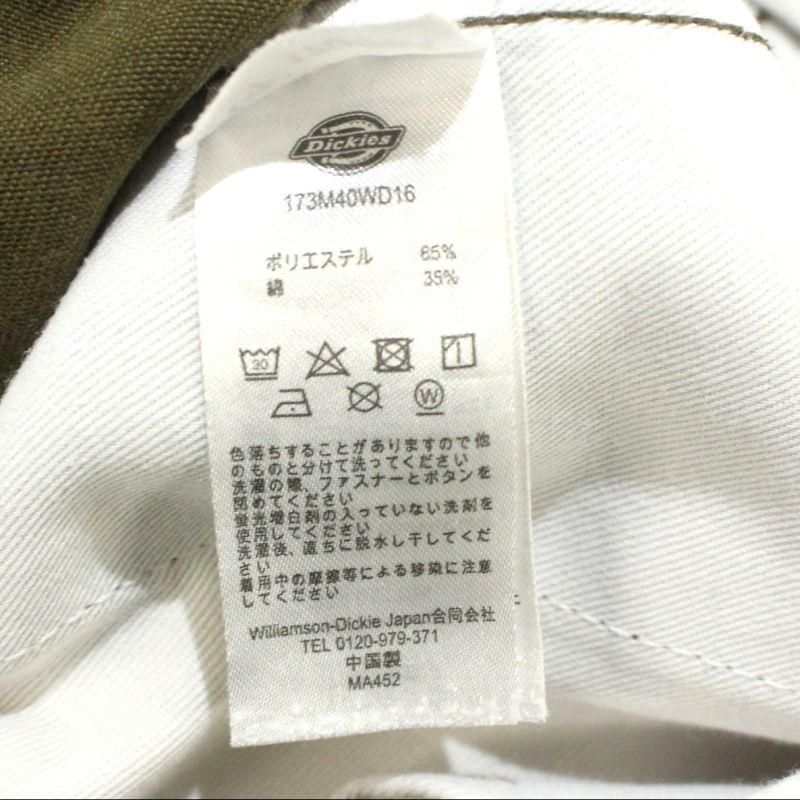 Dickies
173M40WD16
ポリエステル 65%
綿 35%
30
W
色落ちすることがありますので他
のものと分けて洗ってください
洗濯の際、ファスナーとボタンを
閉めてください
蛍光増白剤の入っていない洗剤を
使用してください
洗濯後、直ちに脱水し干してくだ
さい
着用中の摩擦等による移染に注意
してください
Williamson-Dickie Japan合同会社
TEL 0120-979-371
中国製
MA452